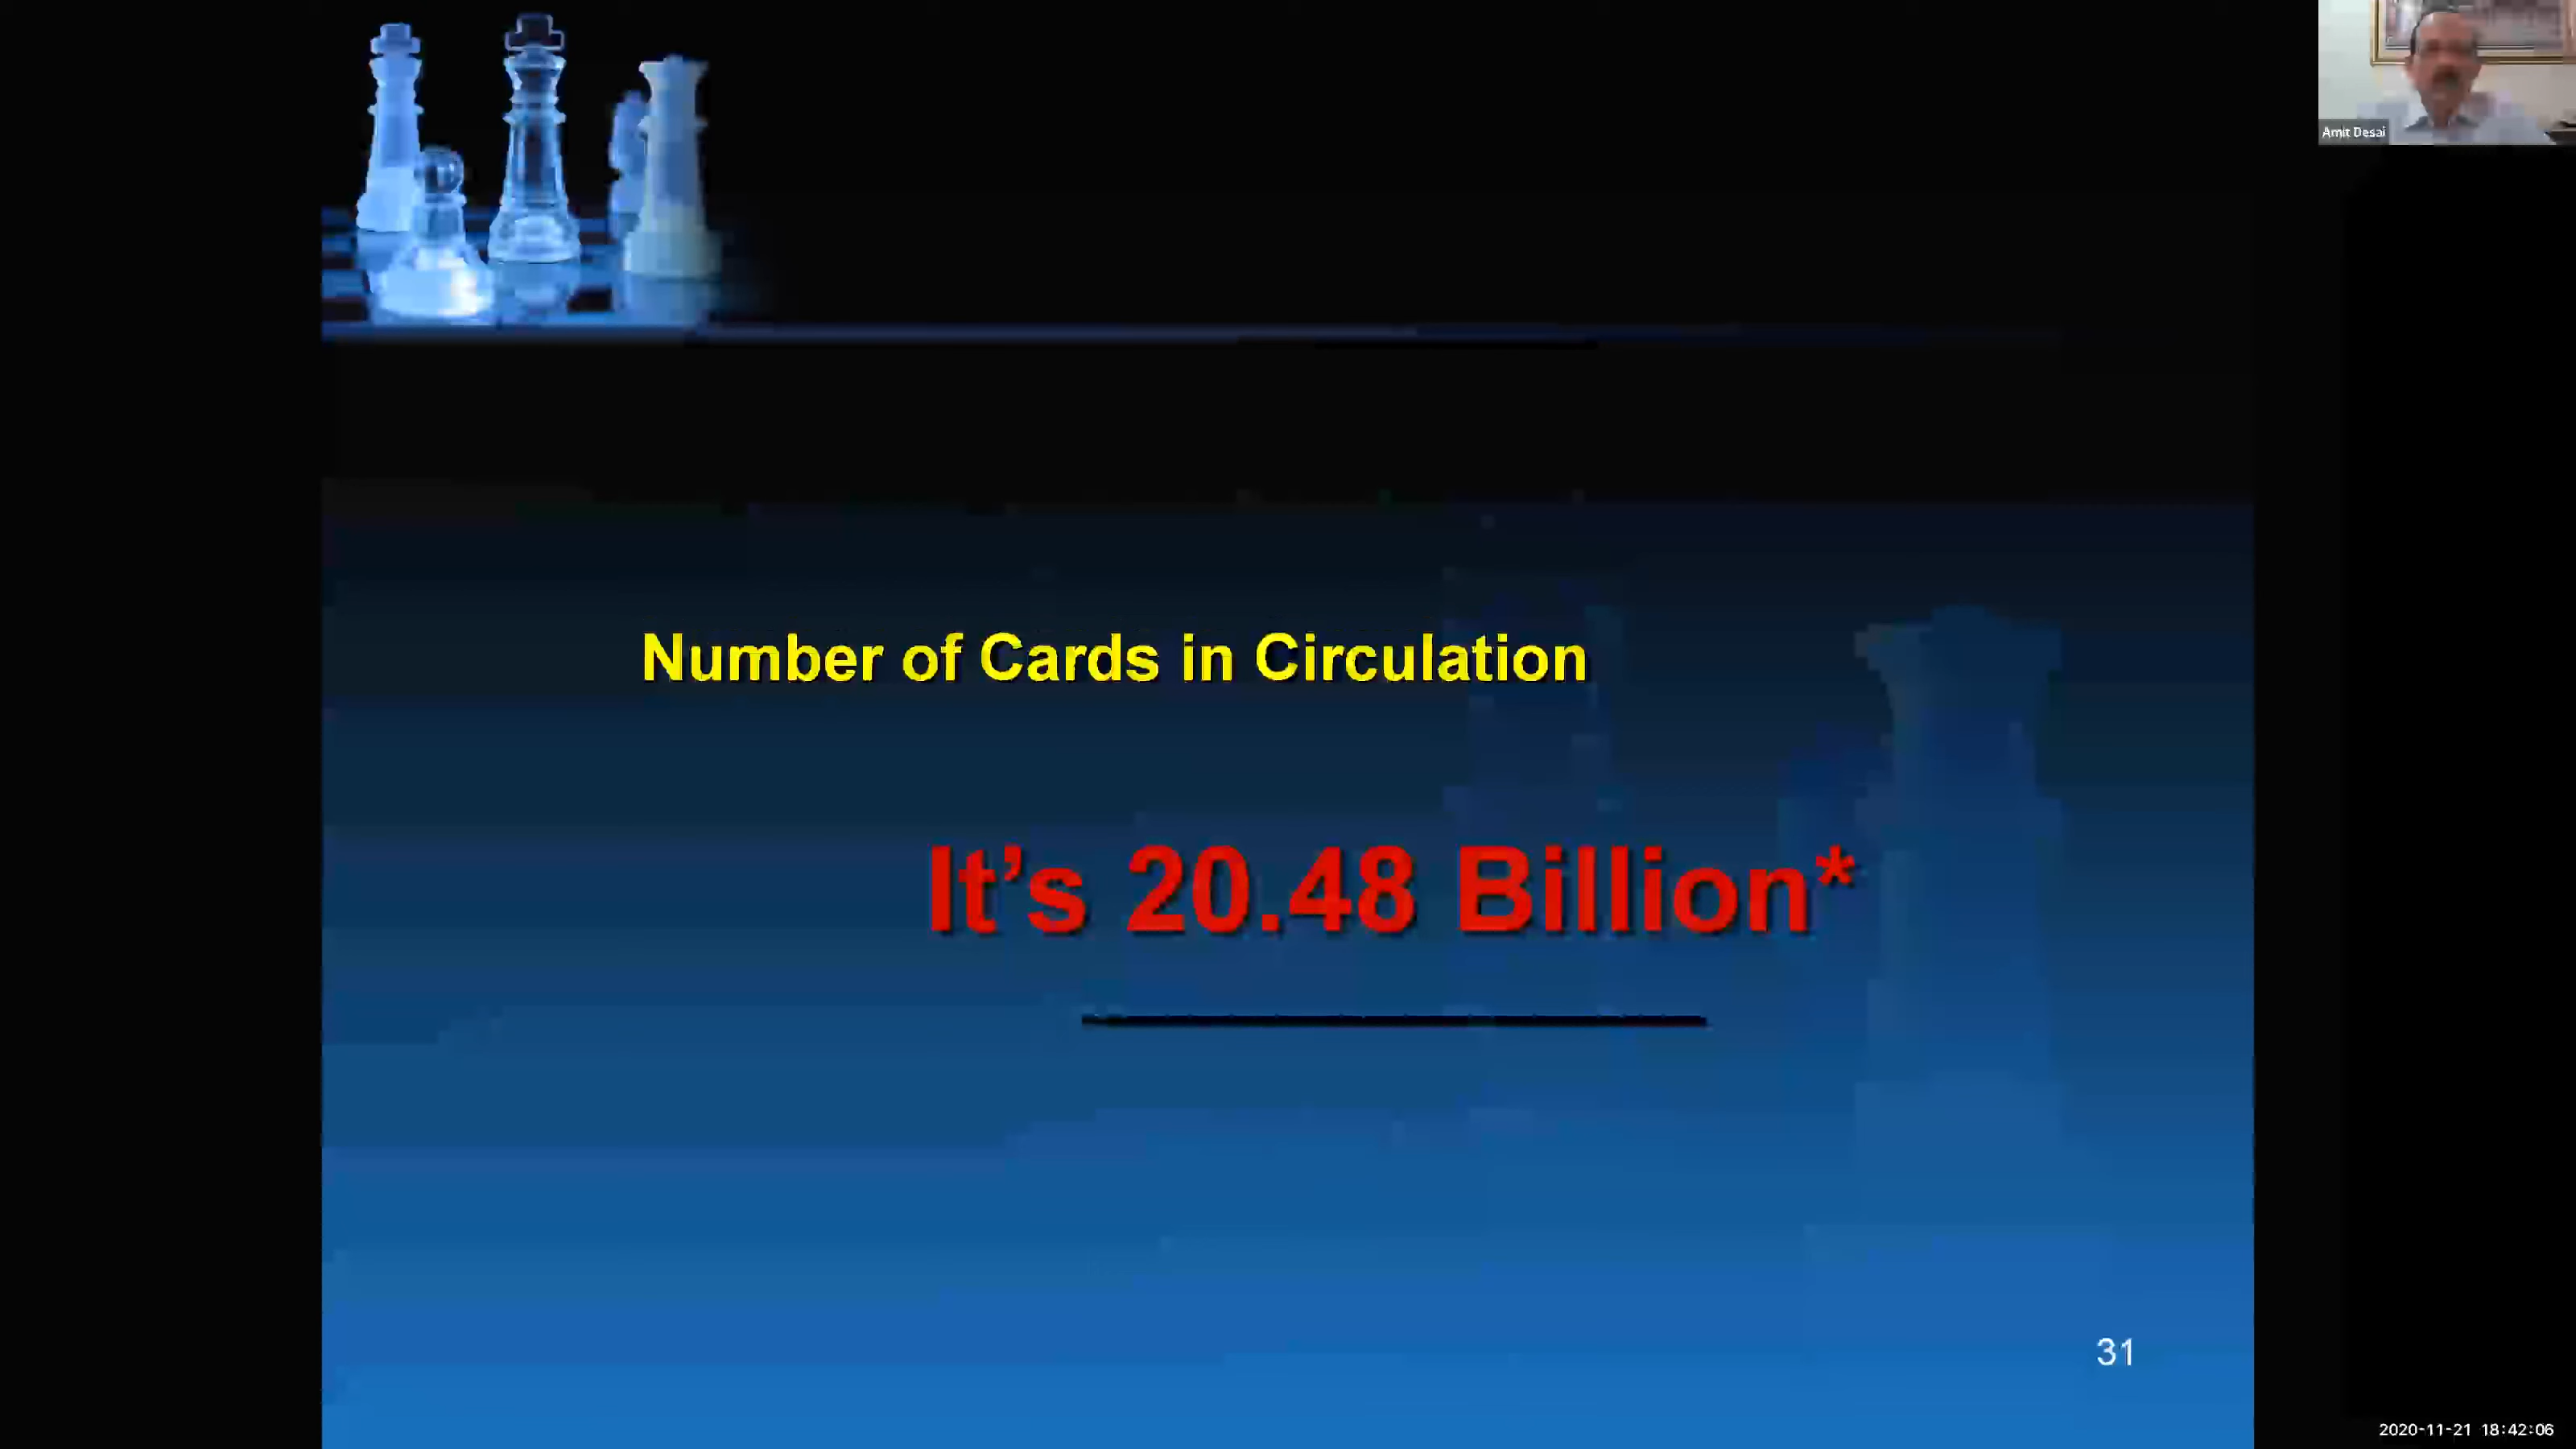 Amit Desai
Number of Cards in Circulation
It’s 20.48 Billion*
31
2020-11-21 18:42:06